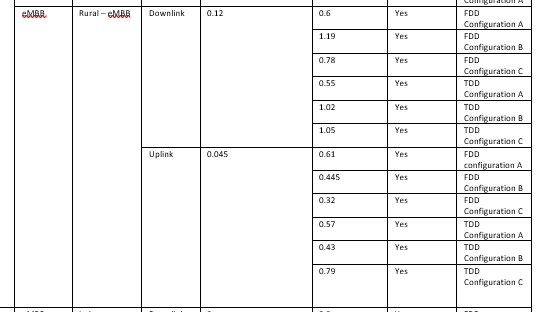 Configuration A
eMBB Rural – eMBB Downlink 0.12 0.6 Yes FDD
Configuration A
1.19 Yes FDD
Configuration B
0.78 Yes FDD
Configuration C
0.55 Yes TDD
Configuration A
1.02 Yes TDD
Configuration B
1.05 Yes TDD
Configuration C
Uplink 0.045 0.61 Yes FDD
configuration A
0.445 Yes FDD
Configuration B
0.32 Yes FDD
Configuration C
0.57 Yes TDD
Configuration A
0.43 Yes TDD
Configuration B
0.79 Yes TDD
Configuration C